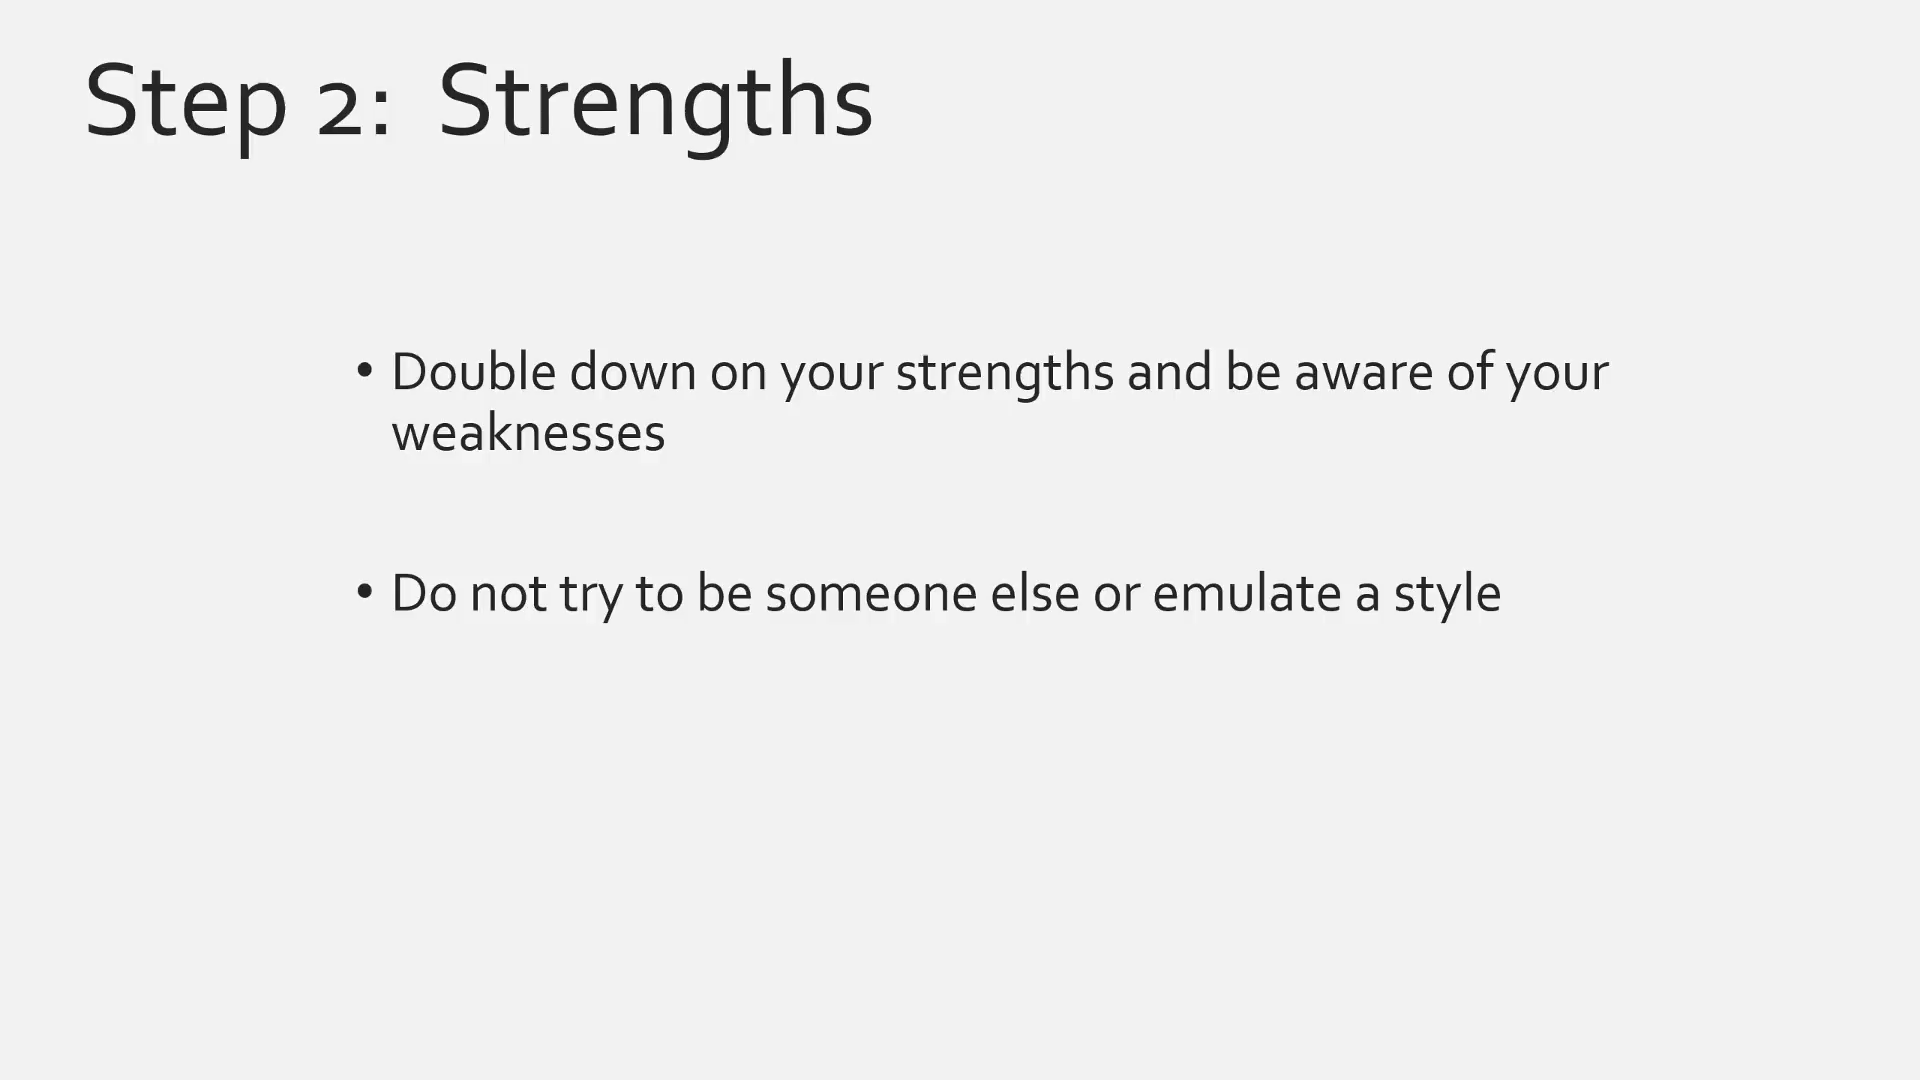 Step 2:  Strengths
• Double down on your strengths and be aware of your
weaknesses
• Do not try to be someone else or emulate a style